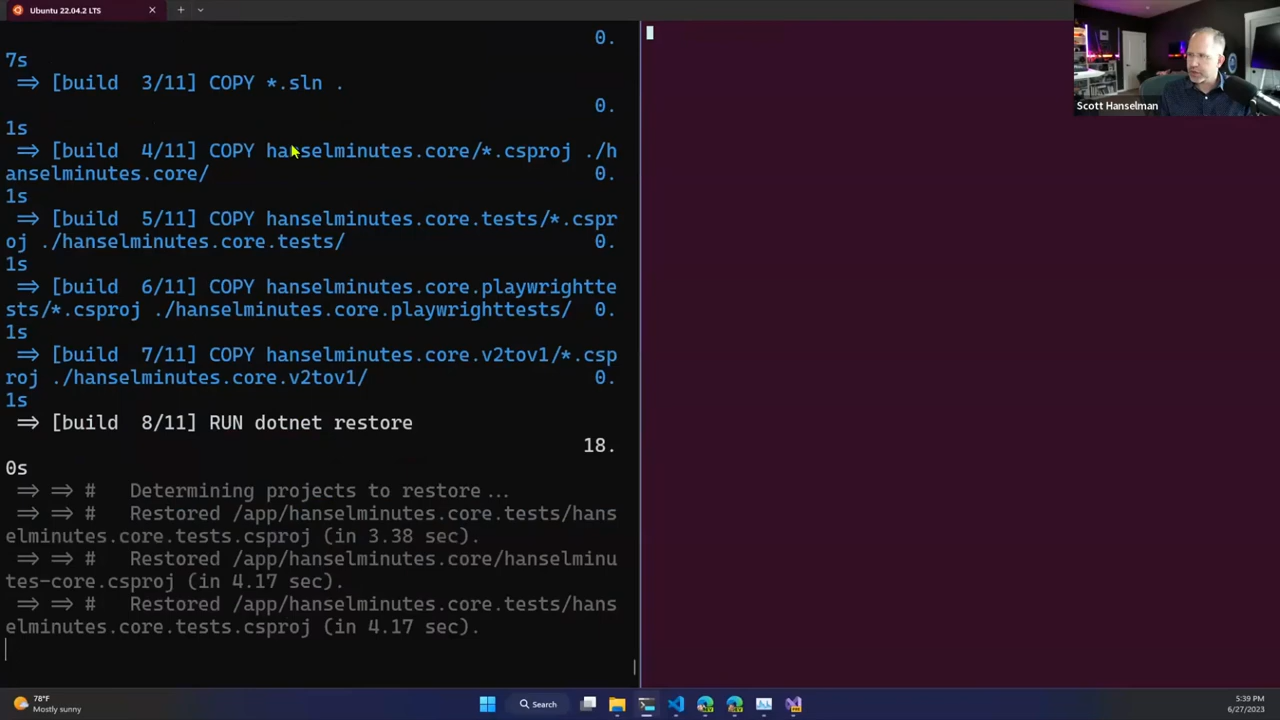 Ubuntu 22.04.2 LTS
0.
7s
=> [build 3/11] COPY *.sln .
0.
1s
=> [build 4/11] COPY hanselminutes.core/*.csproj ./h
anselminutes.core/ 0.
1s
=> [build 5/11] COPY hanselminutes.core.tests/*.cspr
oj ./hanselminutes.core.tests/ 0.
1s
=> [build 6/11] COPY hanselminutes.core.playwrightte
sts/*.csproj ./hanselminutes.core.playwrighttests/ 0.
1s
=> [build 7/11] COPY hanselminutes.core.v2tov1/*.csp
roj ./hanselminutes.core.v2tov1/ 0.
1s
=> [build 8/11] RUN dotnet restore
18.
0s
=> => # Determining projects to restore...
=> => # Restored /app/hanselminutes.core.tests/hans
elminutes.core.tests.csproj (in 3.38 sec).
=> => # Restored /app/hanselminutes.core/hanselminu
tes-core.csproj (in 4.17 sec).
=> => # Restored /app/hanselminutes.core.tests/hans
elminutes.core.tests.csproj (in 4.17 sec).
Scott Hanselman
78°F
Mostly sunny
Search
5:39 PM
6/27/2023